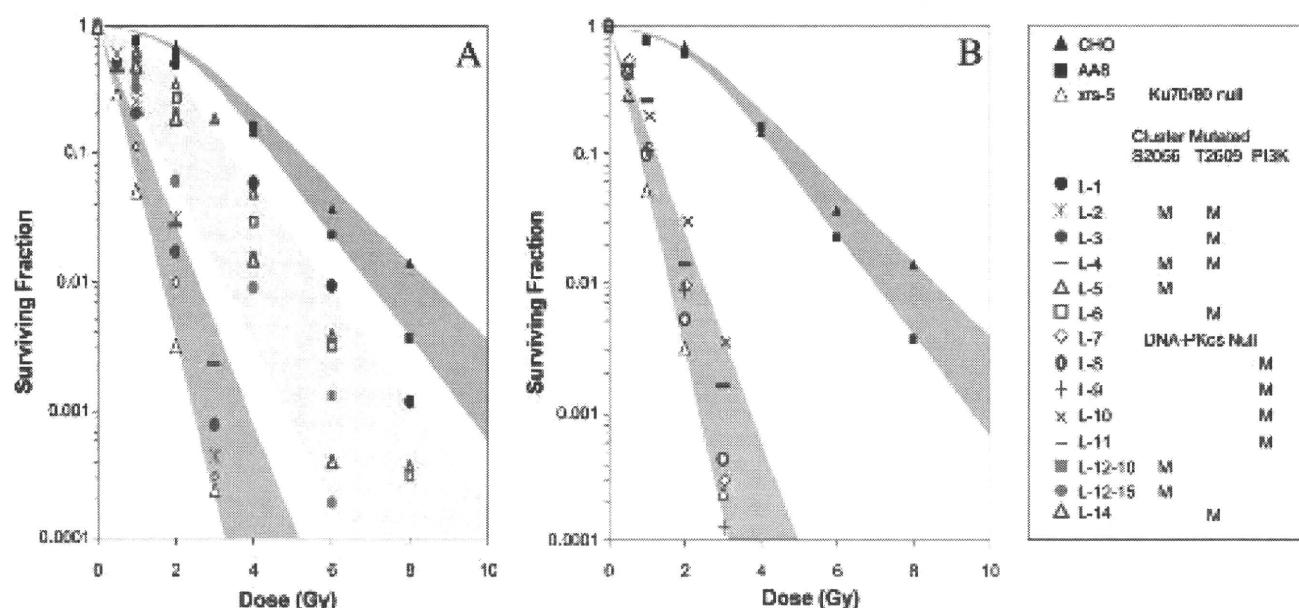 A
B
1.0
0.1
0.01
0.001
0.0001
Surviving Fraction
0 2 4 6 8 10
Dose (Gy)
1.0
0.1
0.01
0.001
0.0001
Surviving Fraction
0 2 4 6 8 10
Dose (Gy)
CHO
AA8
xrs-5 Ku70/80 null
Cluster Mutated
S2056 T2609 PI3K
L-1
L-2 M M
L-3 M
L-4 M M
L-5 M
L-6 M
L-7 DNA-PKcs Null
L-8 M
L-9 M
L-10 M
L-11 M
L-12-10 M
L-12-15 M
L-14 M